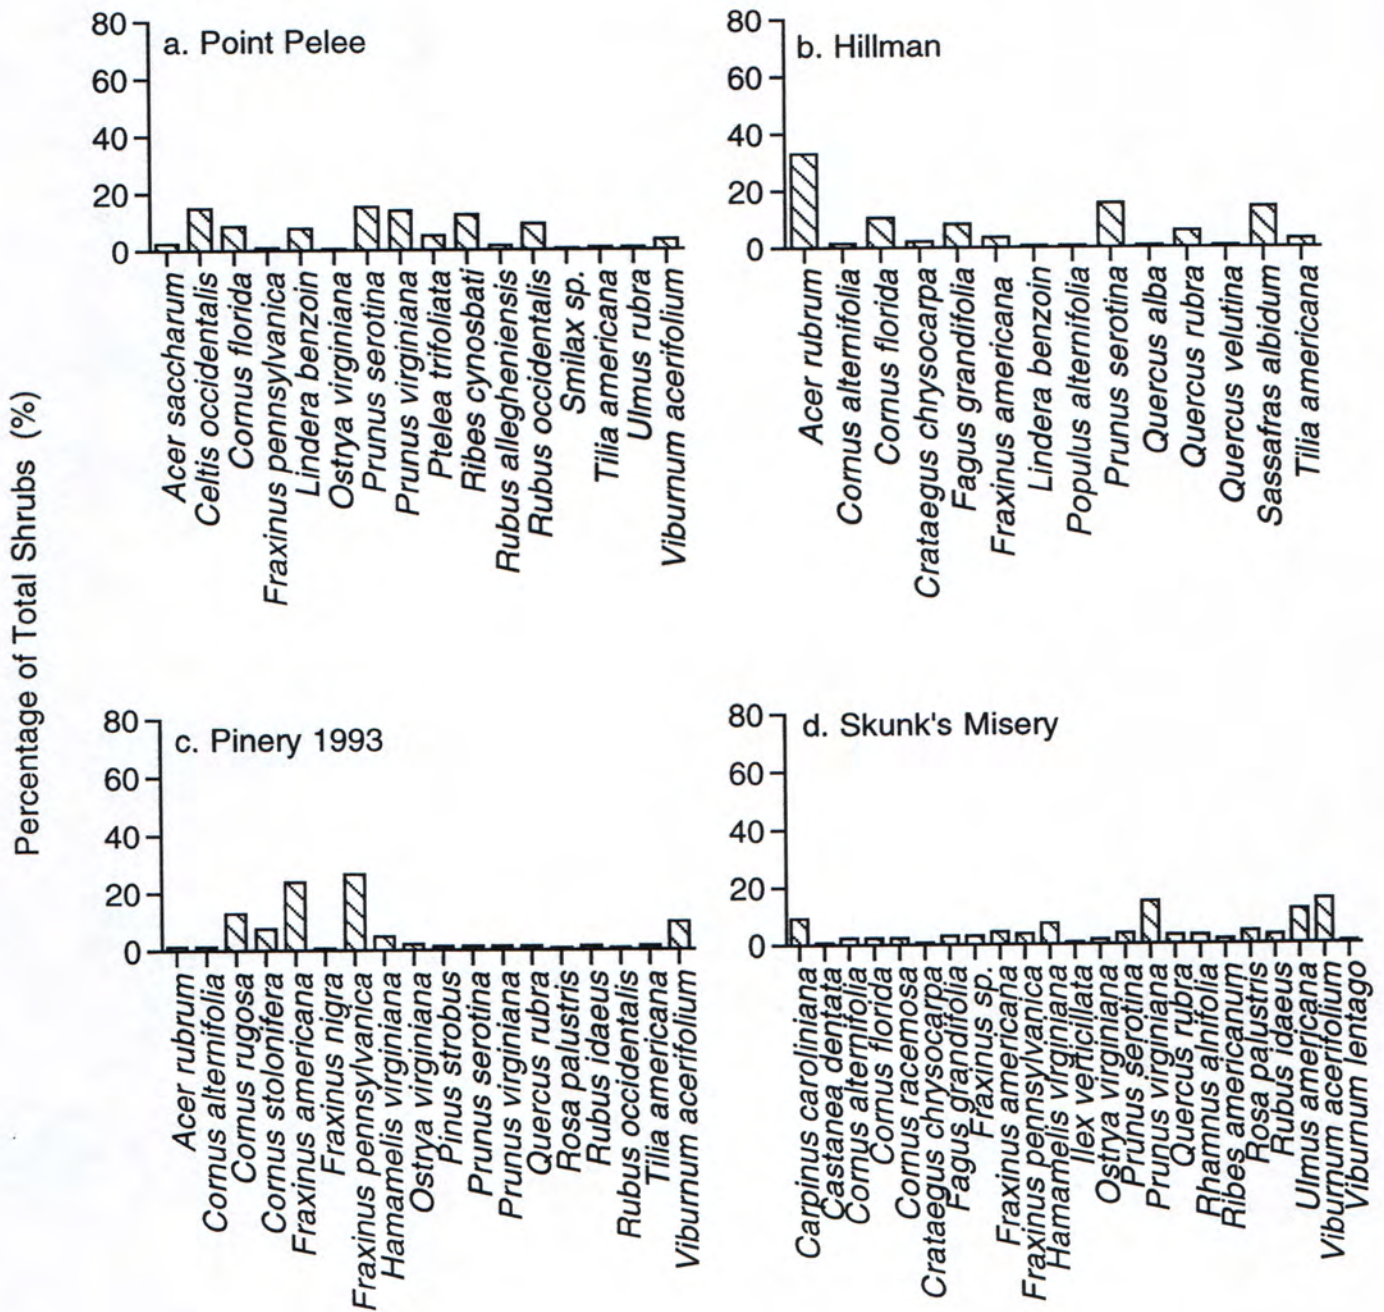 Percentage of Total Shrubs (%)
a. Point Pelee
80
60
40
20
0
Acer saccharum
Celtis occidentalis
Cornus florida
Fraxinus pennsylvanica
Lindera benzoin
Ostrya virginiana
Prunus serotina
Prunus virginiana
Ptelea trifoliata
Ribes cynosbati
Rubus allegheniensis
Rubus occidentalis
Smilax sp.
Tilia americana
Ulmus rubra
Viburnum acerifolium
b. Hillman
80
60
40
20
0
Acer rubrum
Cornus alternifolia
Cornus florida
Crataegus chrysocarpa
Fagus grandifolia
Fraxinus americana
Lindera benzoin
Populus alternifolia
Prunus serotina
Quercus alba
Quercus rubra
Quercus velutina
Sassafras albidum
Tilia americana
c. Pinery 1993
80
60
40
20
0
Acer rubrum
Cornus alternifolia
Cornus rugosa
Cornus stolonifera
Fraxinus americana
Fraxinus nigra
Fraxinus pennsylvanica
Hamamelis virginiana
Ostrya virginiana
Pinus strobus
Prunus serotina
Prunus virginiana
Quercus rubra
Rosa palustris
Rubus idaeus
Rubus occidentalis
Tilia americana
Viburnum acerifolium
d. Skunk's Misery
80
60
40
20
0
Carpinus caroliniana
Castanea dentata
Cornus alternifolia
Cornus florida
Cornus racemosa
Crataegus chrysocarpa
Fagus grandifolia
Fraxinus sp.
Fraxinus americana
Fraxinus pennsylvanica
Hamamelis virginiana
Ilex verticillata
Ostrya virginiana
Prunus serotina
Prunus virginiana
Quercus rubra
Rhamnus alnifolia
Ribes americanum
Rosa palustris
Rubus idaeus
Ulmus americana
Viburnum acerifolium
Viburnum lentago